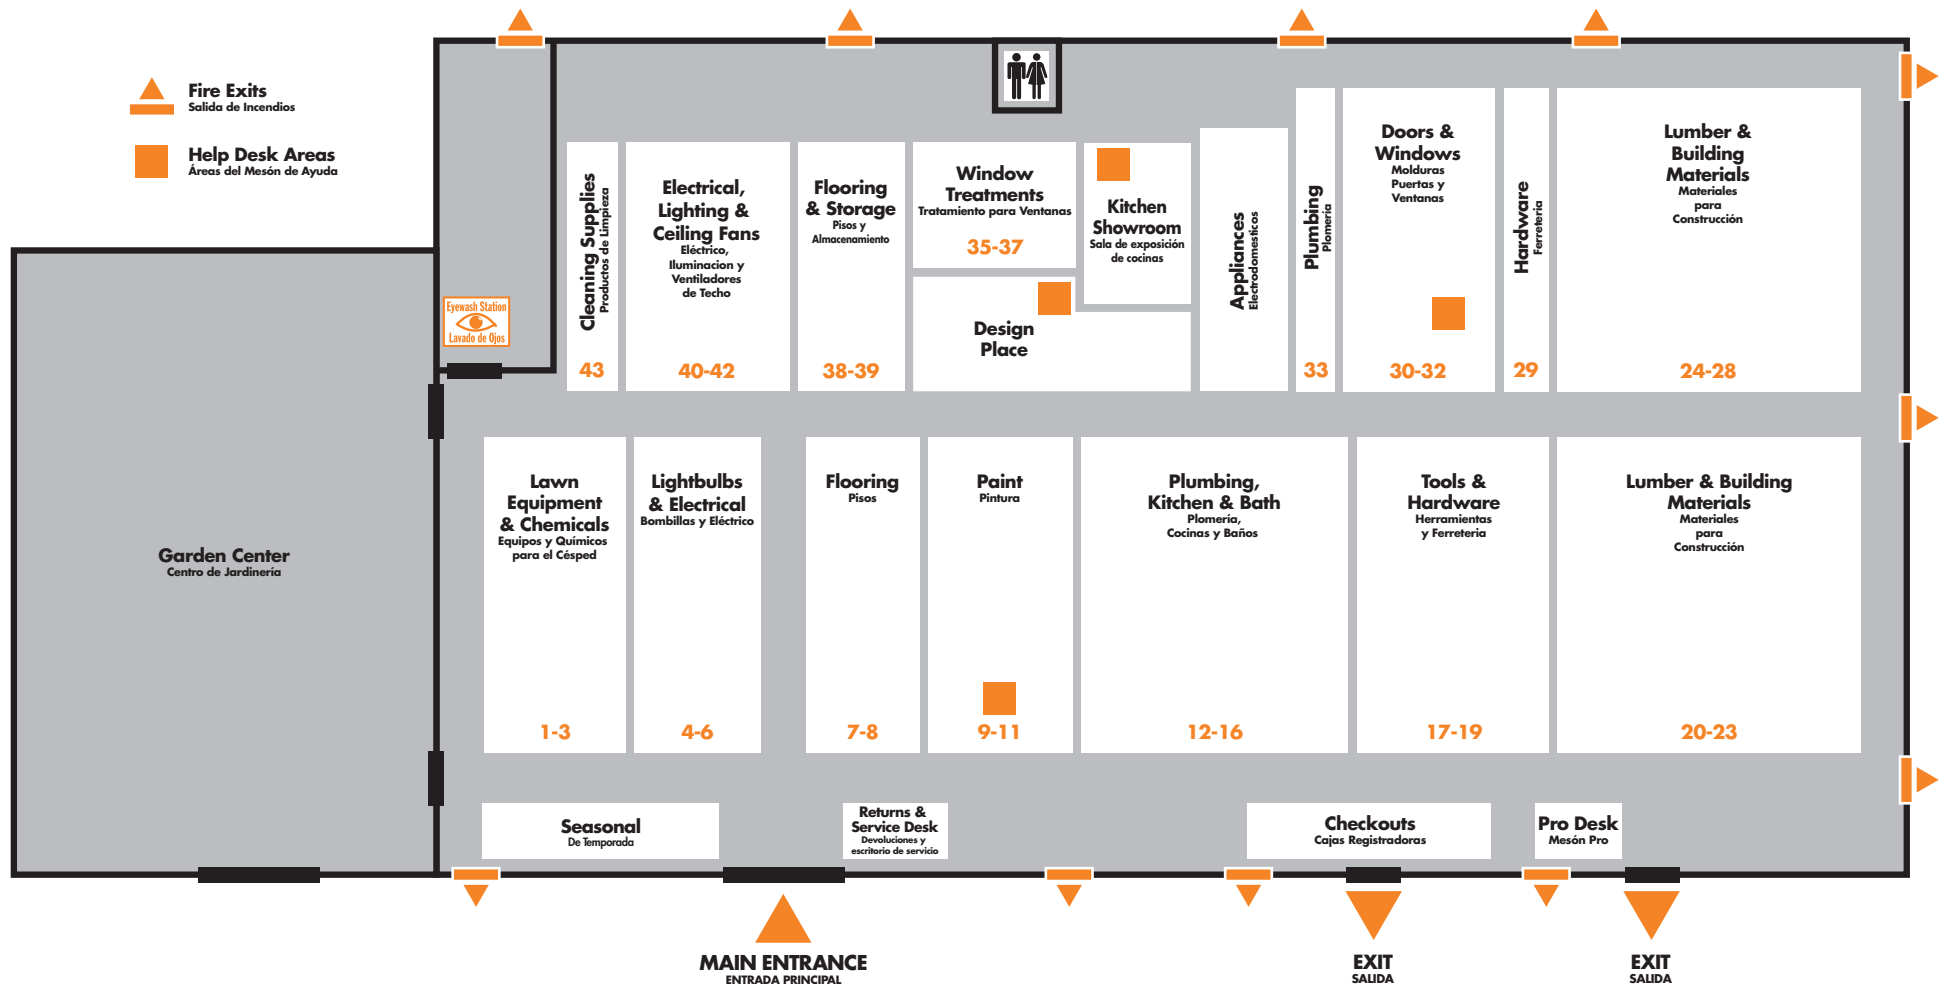 Fire Exits
Salida de Incendios
Help Desk Areas
Áreas del Mesón de Ayuda
Eyewash Station
Lavado de Ojos
Garden Center
Centro de Jardinería
Cleaning Supplies
Productos de Limpieza
43
Electrical,
Lighting &
Ceiling Fans
Eléctrico,
Iluminacion y
Ventiladores
de Techo
40-42
Flooring
& Storage
Pisos y
Almacenamiento
38-39
Window
Treatments
Tratamiento para Ventanas
35-37
Design
Place
Kitchen
Showroom
Sala de exposición
de cocinas
Appliances
Electrodomesticos
Plumbing
Plomería
33
Doors &
Windows
Molduras
Puertas y
Ventanas
30-32
Hardware
Ferreteria
29
Lumber &
Building
Materials
Materiales
para
Construcción
24-28
Lawn
Equipment
& Chemicals
Equipos y Químicos
para el Césped
1-3
Lightbulbs
& Electrical
Bombillas y Eléctrico
4-6
Flooring
Pisos
7-8
Paint
Pintura
9-11
Plumbing,
Kitchen & Bath
Plomería,
Cocinas y Baños
12-16
Tools &
Hardware
Herramientas
y Ferreteria
17-19
Lumber & Building
Materials
Materiales
para
Construcción
20-23
Seasonal
De Temporada
Returns &
Service Desk
Devoluciones y
escritorio de servicio
Checkouts
Cajas Registradoras
Pro Desk
Mesón Pro
MAIN ENTRANCE
ENTRADA PRINCIPAL
EXIT
SALIDA
EXIT
SALIDA